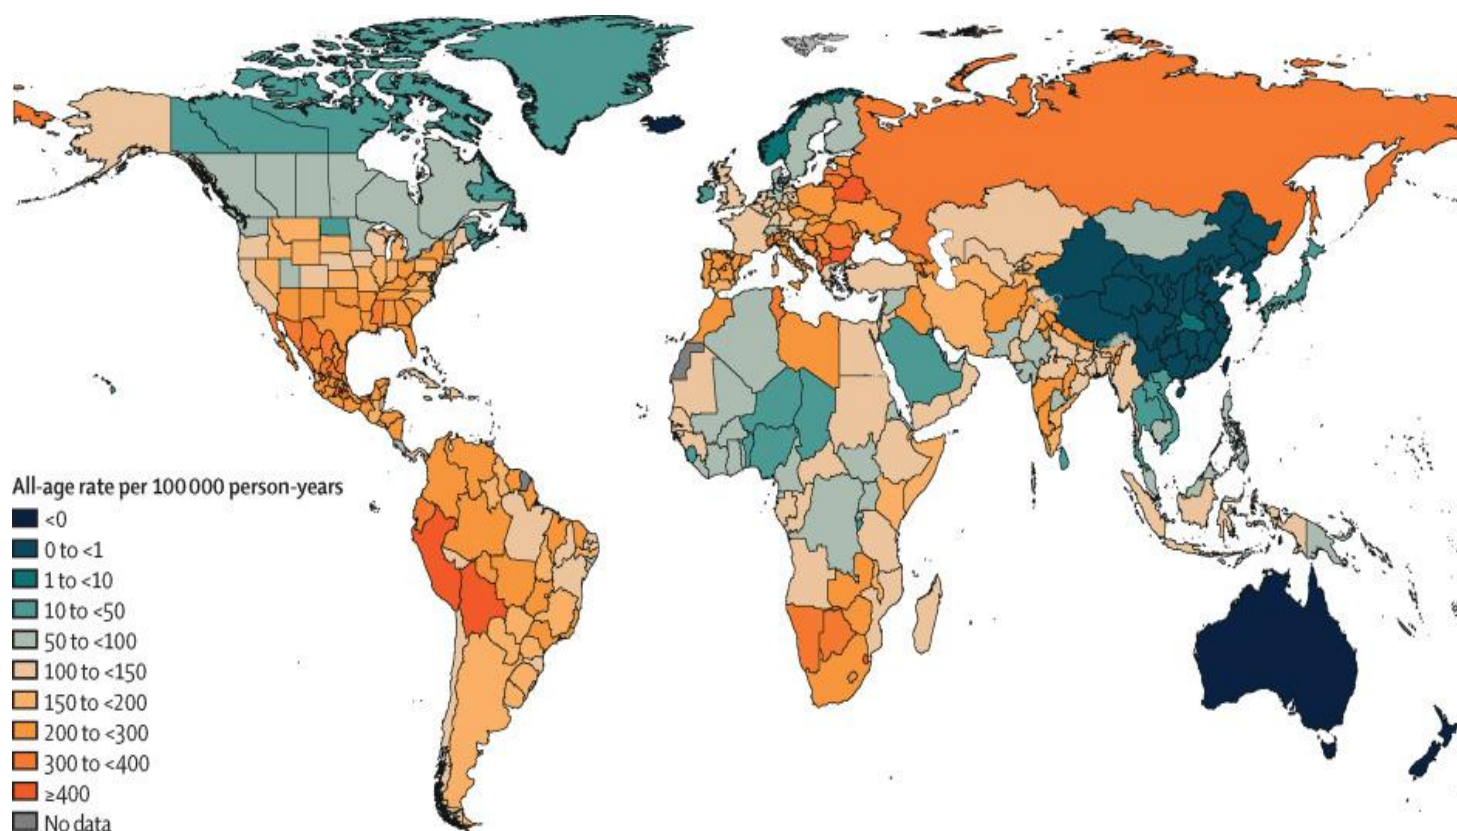 All-age rate per 100 000 person-years
<0
0 to <1
1 to <10
10 to <50
50 to <100
100 to <150
150 to <200
200 to <300
300 to <400
≥400
No data